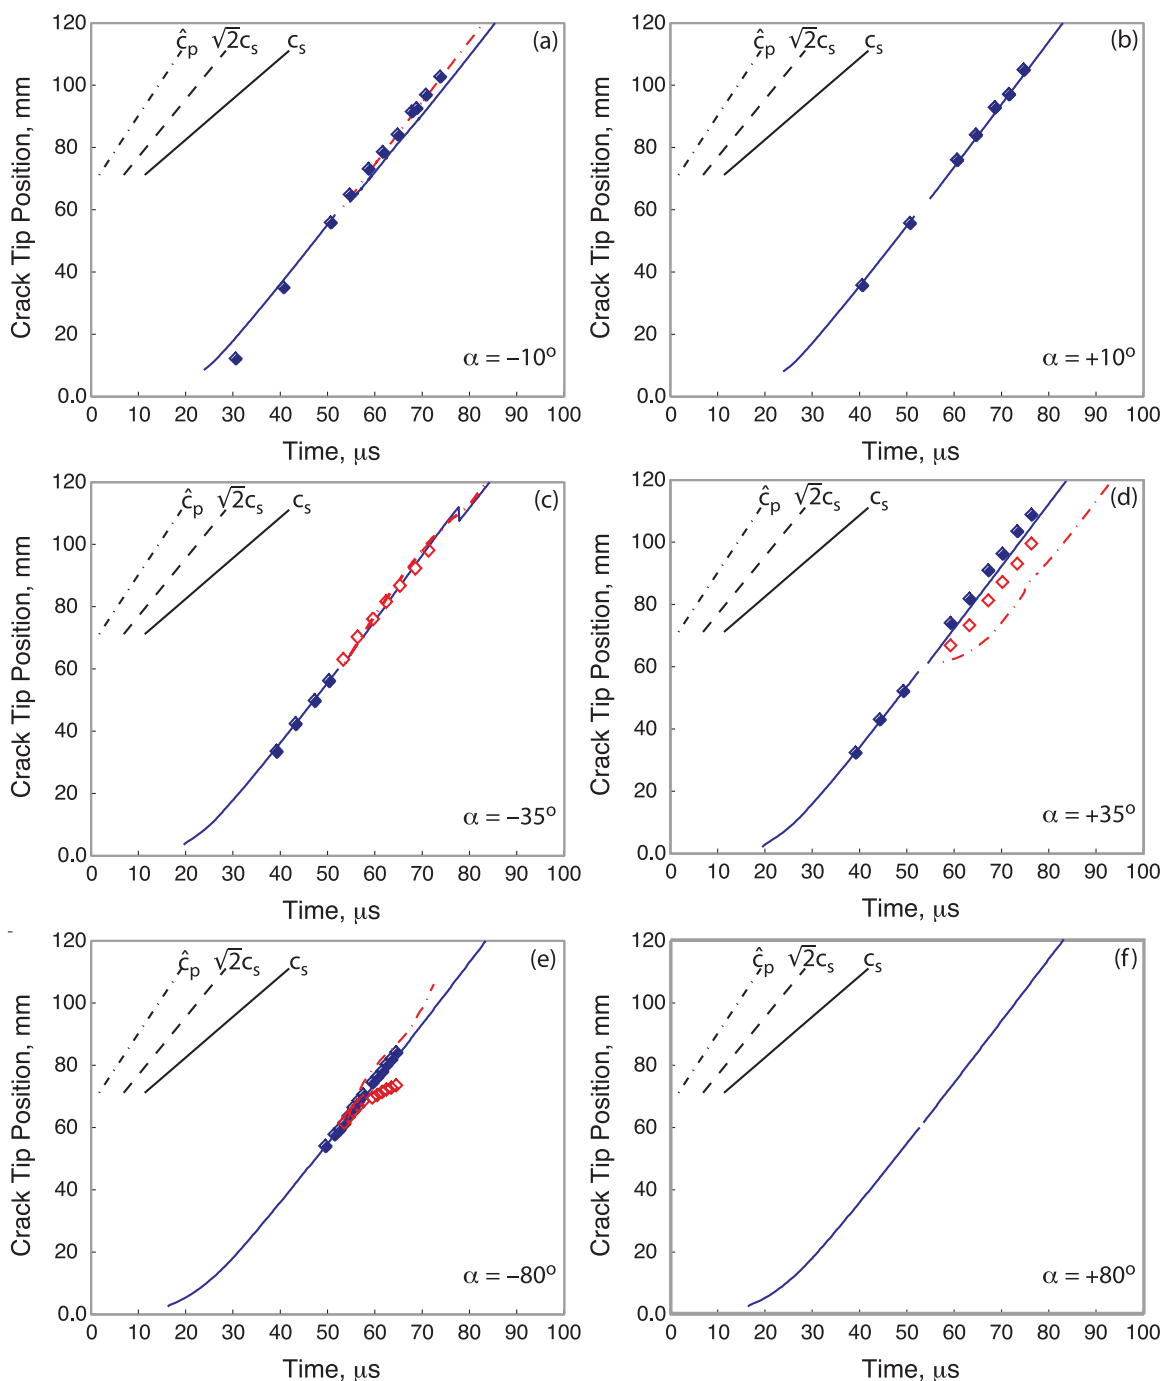 120
100
80
60
40
20
0.0
Crack Tip Position, mm
ĉp √2cs cs
(a)
α = –10o
0 10 20 30 40 50 60 70 80 90 100
Time, μs
120
100
80
60
40
20
0.0
Crack Tip Position, mm
ĉp √2cs cs
(b)
α = +10o
0 10 20 30 40 50 60 70 80 90 100
Time, μs
120
100
80
60
40
20
0.0
Crack Tip Position, mm
ĉp √2cs cs
(c)
α = –35o
0 10 20 30 40 50 60 70 80 90 100
Time, μs
120
100
80
60
40
20
0.0
Crack Tip Position, mm
ĉp √2cs cs
(d)
α = +35o
0 10 20 30 40 50 60 70 80 90 100
Time, μs
120
100
80
60
40
20
0.0
Crack Tip Position, mm
ĉp √2cs cs
(e)
α = –80o
0 10 20 30 40 50 60 70 80 90 100
Time, μs
120
100
80
60
40
20
0.0
Crack Tip Position, mm
ĉp √2cs cs
(f)
α = +80o
0 10 20 30 40 50 60 70 80 90 100
Time, μs